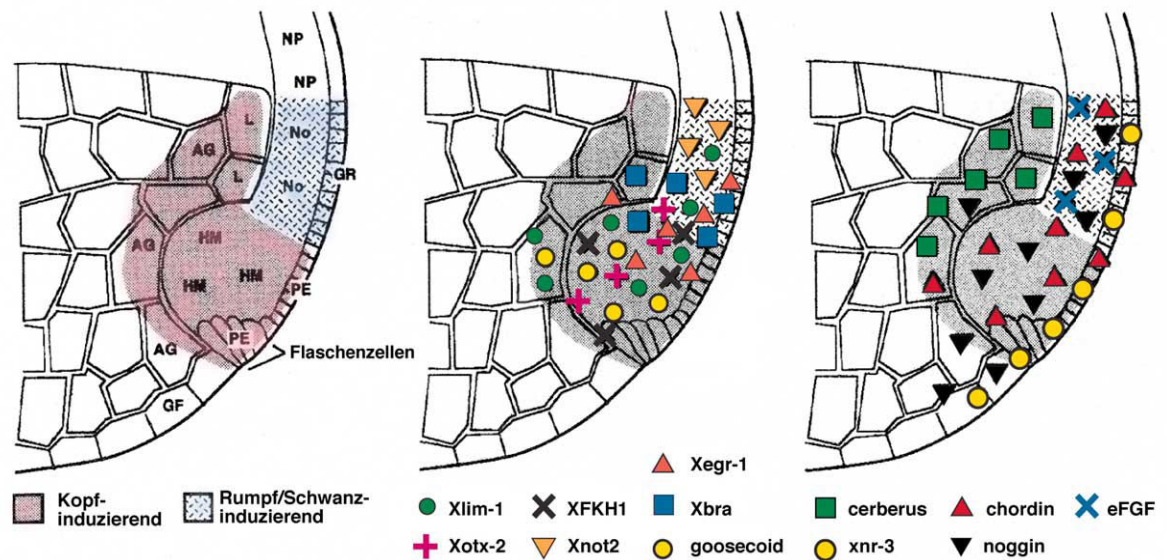 NP
NP
L
No
AG
No
L
GR
AG
HM
HM
HM
PE
PE
AG
Flaschenzellen
GF
Kopf-
induzierend
Rumpf/Schwanz-
induzierend
Xegr-1
Xlim-1
XFKH1
Xbra
Xotx-2
Xnot2
goosecoid
cerberus
chordin
eFGF
xnr-3
noggin